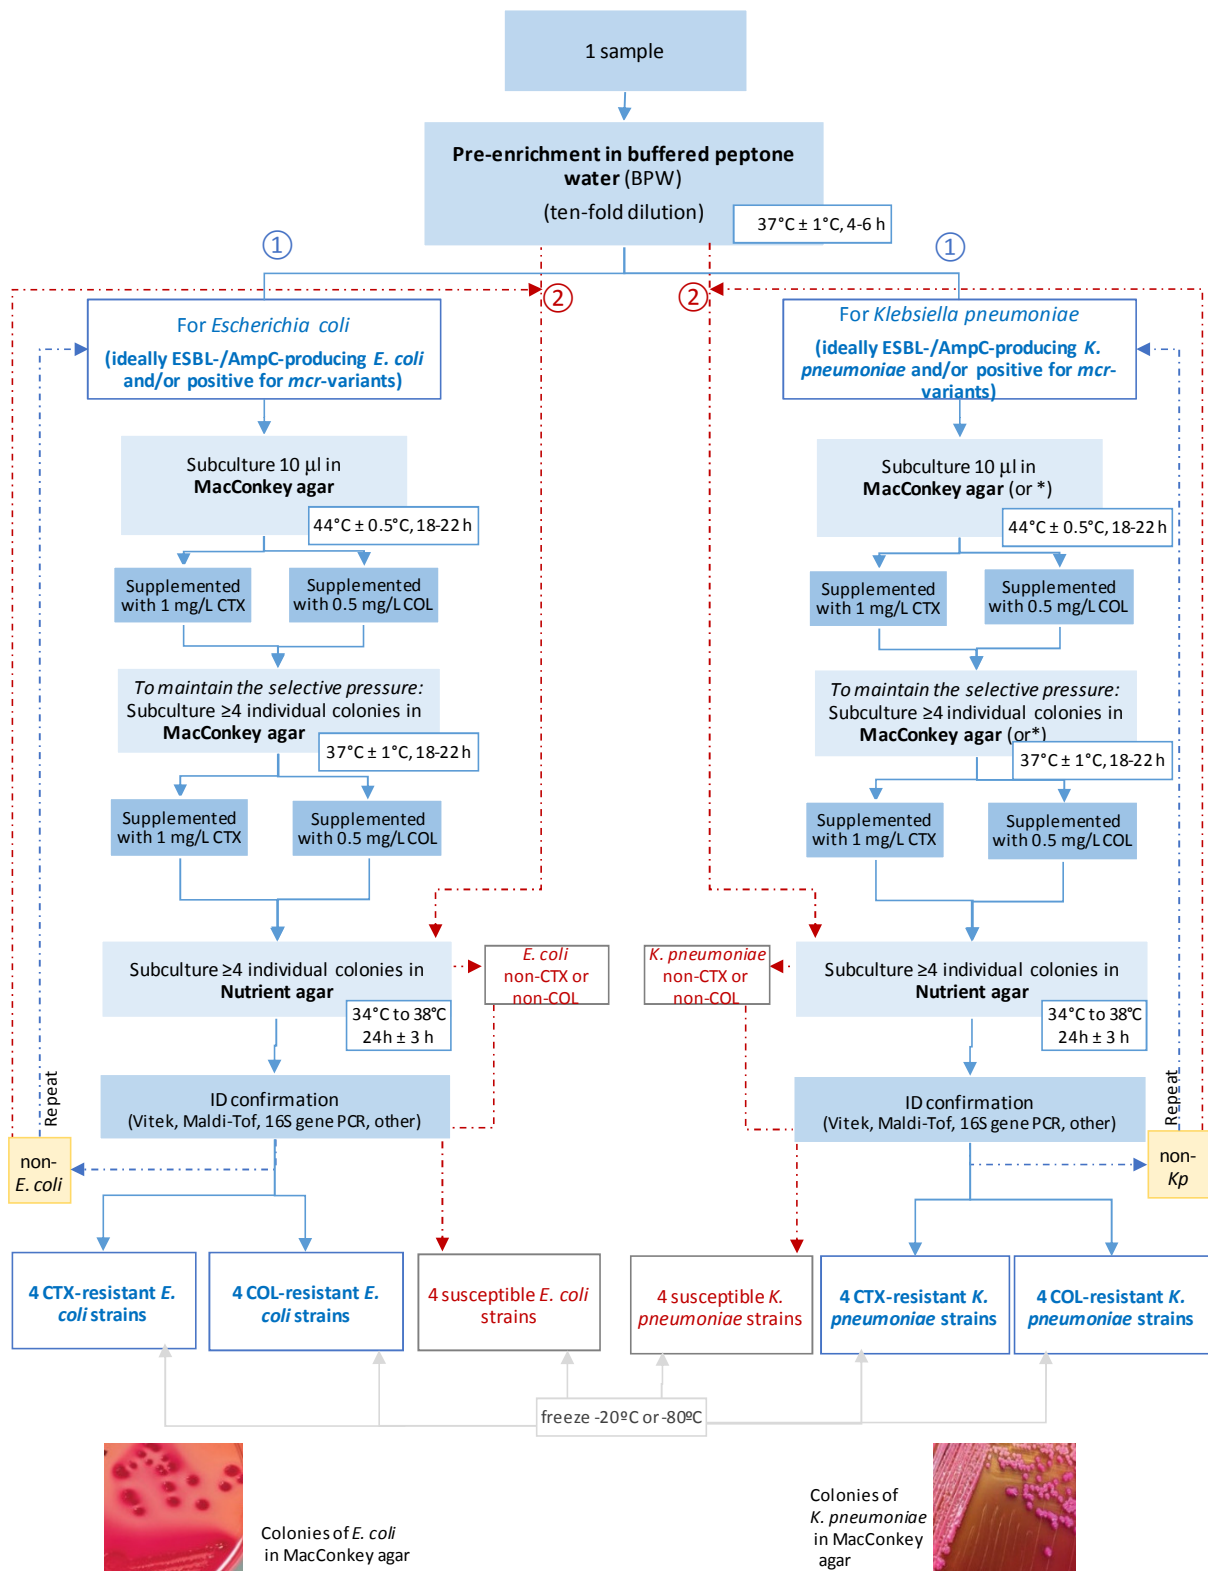 1 sample
Pre-enrichment in buffered peptone
water (BPW)
(ten-fold dilution)
37°C ± 1°C, 4-6 h
1
1
2
2
For Escherichia coli
(ideally ESBL-/AmpC-producing E. coli
and/or positive for mcr-variants)
Subculture 10 µl in
MacConkey agar
44°C ± 0.5°C, 18-22 h
Supplemented
with 1 mg/L CTX
Supplemented
with 0.5 mg/L COL
To maintain the selective pressure:
Subculture ≥4 individual colonies in
MacConkey agar
37°C ± 1°C, 18-22 h
Supplemented
with 1 mg/L CTX
Supplemented
with 0.5 mg/L COL
Subculture ≥4 individual colonies in
Nutrient agar
34°C to 38°C
24h ± 3 h
E. coli
non-CTX or
non-COL
ID confirmation
(Vitek, Maldi-Tof, 16S gene PCR, other)
Repeat
non-
E. coli
4 CTX-resistant E.
coli strains
4 COL-resistant E.
coli strains
4 susceptible E. coli
strains
For Klebsiella pneumoniae
(ideally ESBL-/AmpC-producing K.
pneumoniae and/or positive for mcr-
variants)
Subculture 10 µl in
MacConkey agar (or *)
44°C ± 0.5°C, 18-22 h
Supplemented
with 1 mg/L CTX
Supplemented
with 0.5 mg/L COL
To maintain the selective pressure:
Subculture ≥4 individual colonies in
MacConkey agar (or*)
37°C ± 1°C, 18-22 h
Supplemented
with 1 mg/L CTX
Supplemented
with 0.5 mg/L COL
K. pneumoniae
non-CTX or
non-COL
Subculture ≥4 individual colonies in
Nutrient agar
34°C to 38°C
24h ± 3 h
ID confirmation
(Vitek, Maldi-Tof, 16S gene PCR, other)
Repeat
non-
Kp
4 susceptible K.
pneumoniae strains
4 CTX-resistant K.
pneumoniae strains
4 COL-resistant K.
pneumoniae strains
freeze -20ºC or -80ºC
Colonies of E. coli
in MacConkey agar
Colonies of
K. pneumoniae
in MacConkey
agar